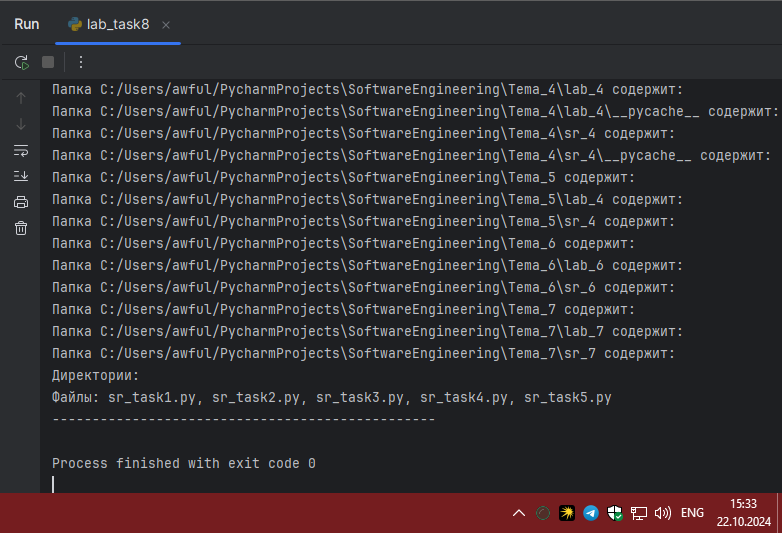 Run lab_task8
Папка C:/Users/awful/PycharmProjects\SoftwareEngineering\Tema_4\lab_4 содержит:
Папка C:/Users/awful/PycharmProjects\SoftwareEngineering\Tema_4\lab_4\__pycache__ содержит:
Папка C:/Users/awful/PycharmProjects\SoftwareEngineering\Tema_4\sr_4 содержит:
Папка C:/Users/awful/PycharmProjects\SoftwareEngineering\Tema_4\sr_4\__pycache__ содержит:
Папка C:/Users/awful/PycharmProjects\SoftwareEngineering\Tema_5 содержит:
Папка C:/Users/awful/PycharmProjects\SoftwareEngineering\Tema_5\lab_4 содержит:
Папка C:/Users/awful/PycharmProjects\SoftwareEngineering\Tema_5\sr_4 содержит:
Папка C:/Users/awful/PycharmProjects\SoftwareEngineering\Tema_6 содержит:
Папка C:/Users/awful/PycharmProjects\SoftwareEngineering\Tema_6\lab_6 содержит:
Папка C:/Users/awful/PycharmProjects\SoftwareEngineering\Tema_6\sr_6 содержит:
Папка C:/Users/awful/PycharmProjects\SoftwareEngineering\Tema_7 содержит:
Папка C:/Users/awful/PycharmProjects\SoftwareEngineering\Tema_7\lab_7 содержит:
Папка C:/Users/awful/PycharmProjects\SoftwareEngineering\Tema_7\sr_7 содержит:
Директории:
Файлы: sr_task1.py, sr_task2.py, sr_task3.py, sr_task4.py, sr_task5.py
------------------------------------------------
Process finished with exit code 0
ENG
15:33
22.10.2024